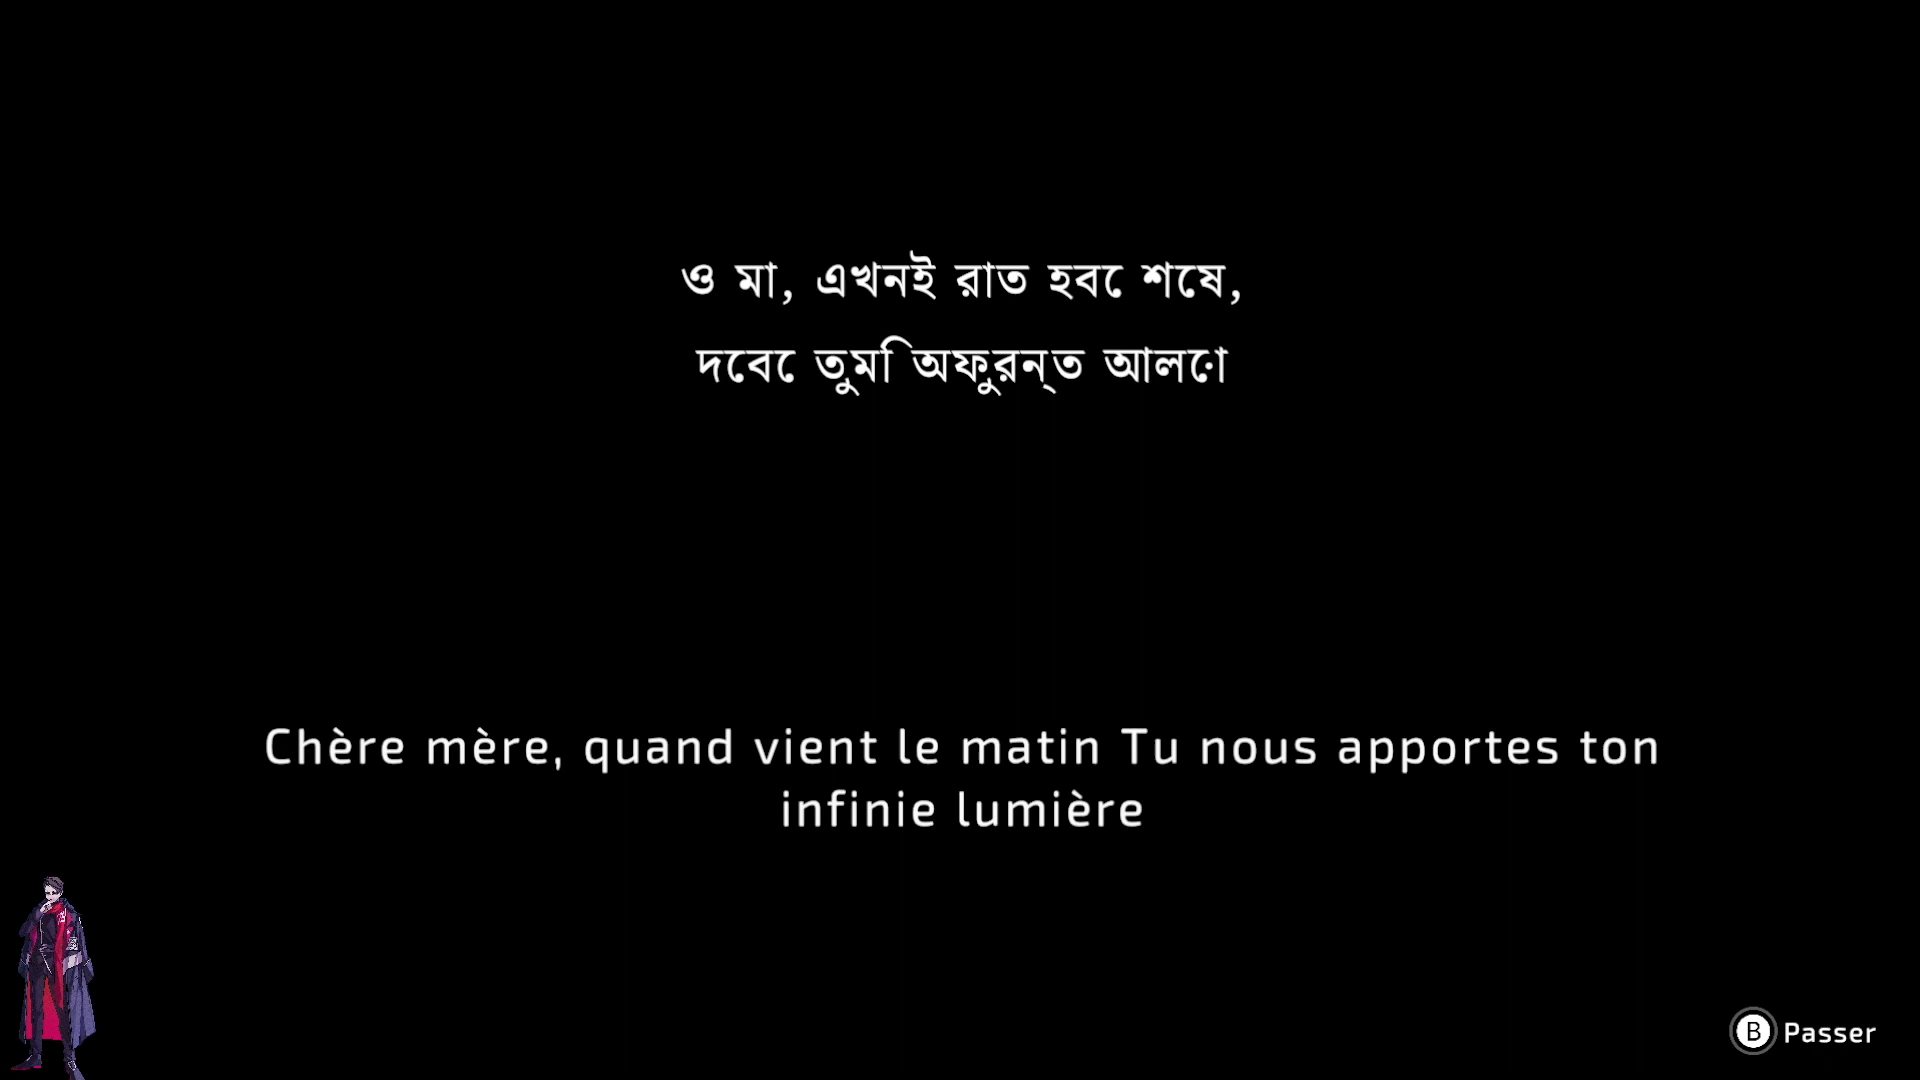 ও মা, এখনই রাত হবে শেষে,
দেবে তুমি অফুরন্ত আলো
Chère mère, quand vient le matin Tu nous apportes ton
infinie lumière
B Passer